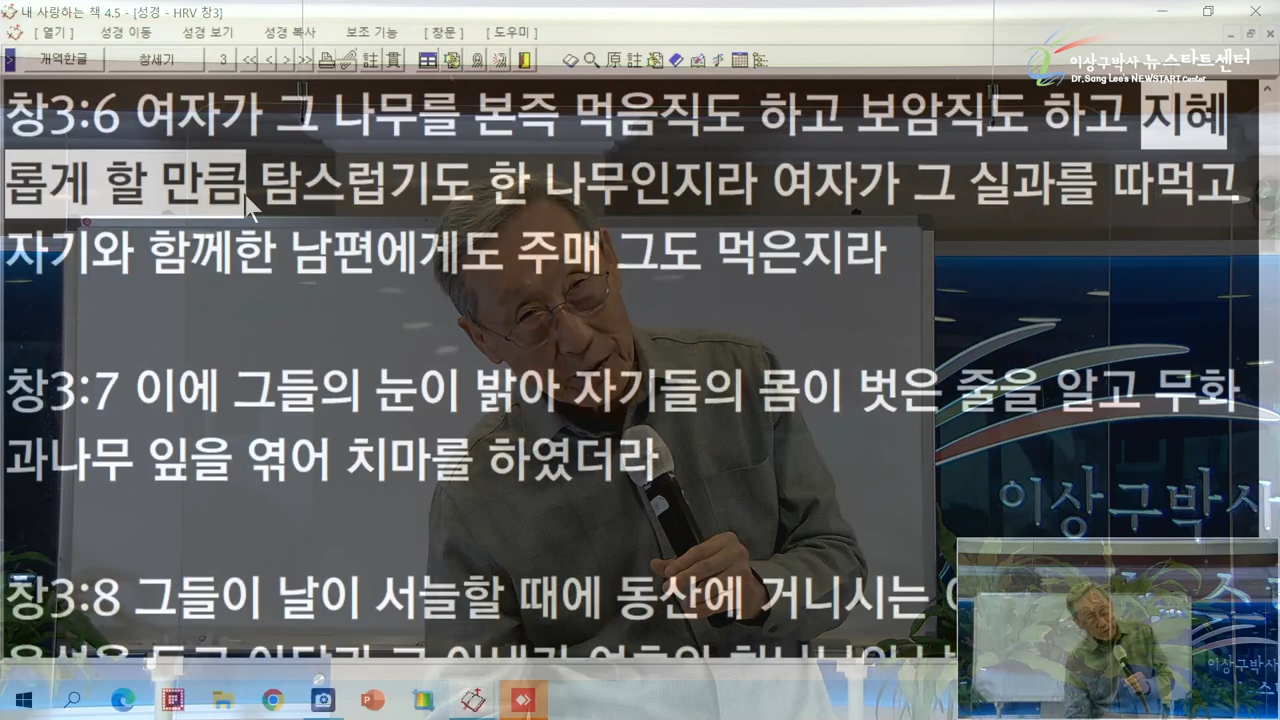 내 사랑하는 책 4.5 - [성경 - HRV 창3]
[ 열기 ] 성경 이동 성경 보기 성경 복사 보조 기능 [ 창문 ] [ 도우미 ]
개역한글 창세기 3 << < > >> 原 註
이상구박사 뉴스타트센터
Dr.Sang Lee's NEWSTART Center
창3:6 여자가 그 나무를 본즉 먹음직도 하고 보암직도 하고 지혜
롭게 할 만큼 탐스럽기도 한 나무인지라 여자가 그 실과를 따먹고
자기와 함께한 남편에게도 주매 그도 먹은지라
창3:7 이에 그들의 눈이 밝아 자기들의 몸이 벗은 줄을 알고 무화
과나무 잎을 엮어 치마를 하였더라
이상구박사
창3:8 그들이 날이 서늘할 때에 동산에 거니시는
이상구박사